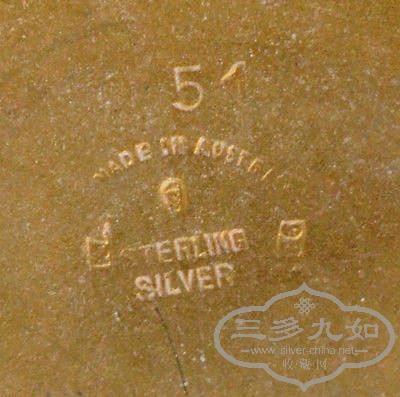 51
MADE IN AUSTRIA
STERLING
SILVER
三多九如
www.silver-china.net
收藏网